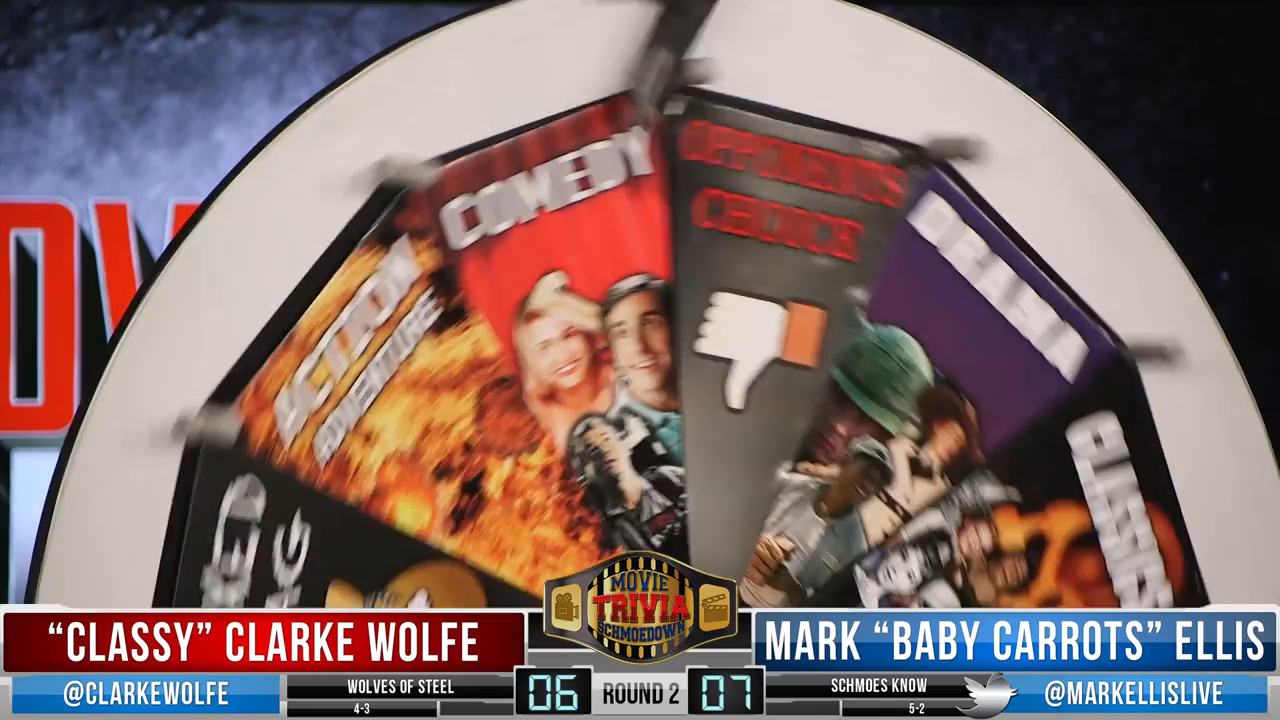 COMEDY
OPPONENTS
CHOICE
DRAMA
ACTION
ADVENTURE
CLASSICS
MOVIE
TRIVIA
SCHMOEDOWN
"CLASSY" CLARKE WOLFE
MARK "BABY CARROTS" ELLIS
@CLARKEWOLFE
WOLVES OF STEEL
4-3
06
ROUND 2
07
SCHMOES KNOW
5-2
@MARKELLISLIVE